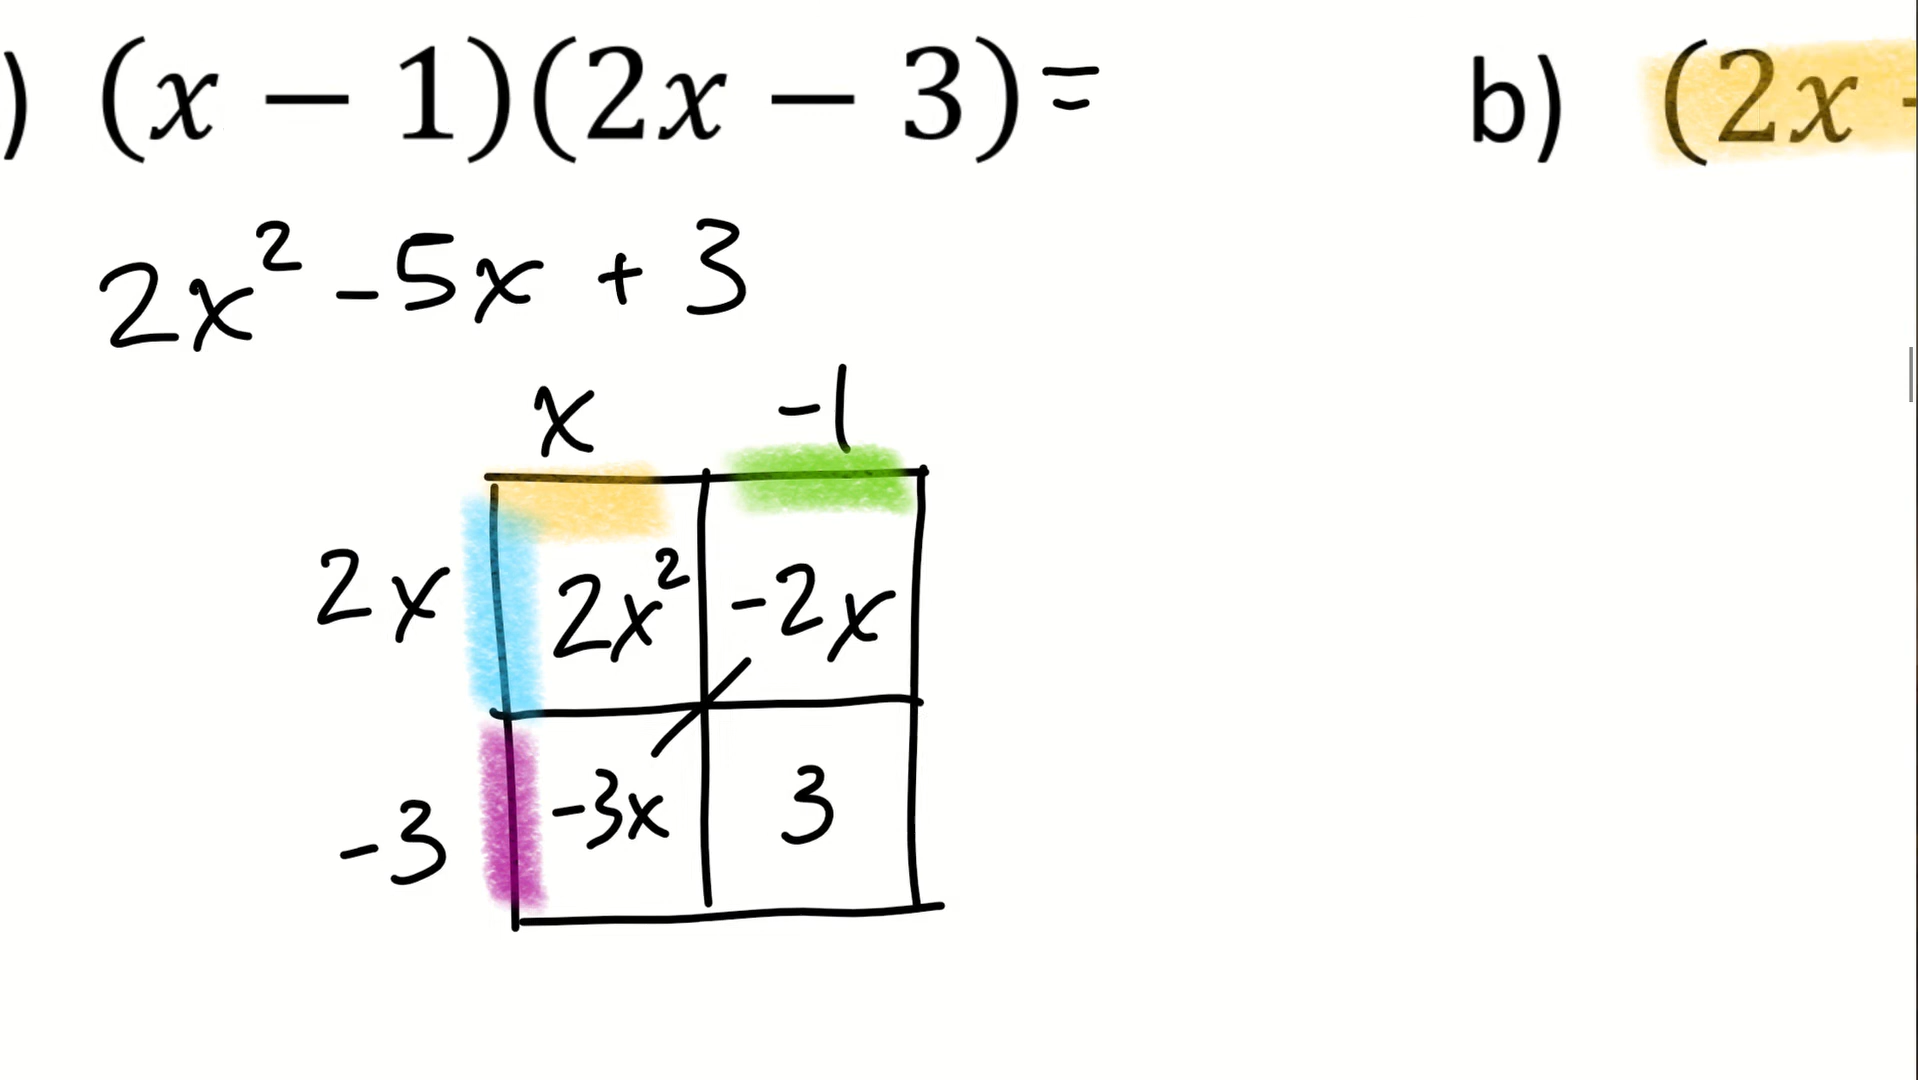 ) (x − 1)(2x − 3) =
b) (2x -
2x² - 5x + 3
x -1
2x 2x² -2x
-3 -3x 3